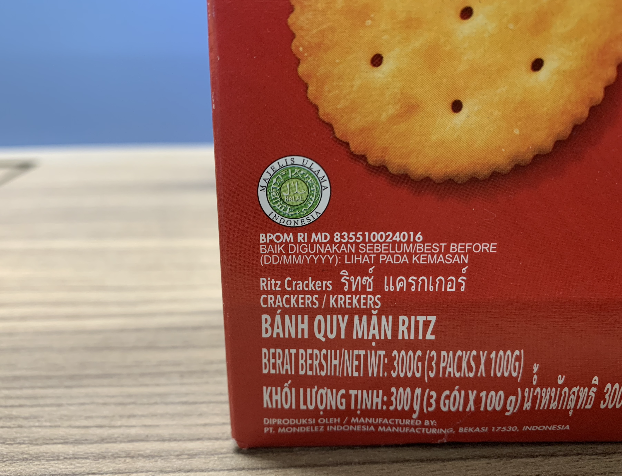 MAJELIS ULAMA
INDONESIA
BPOM RI MD 835510024016
BAIK DIGUNAKAN SEBELUM/BEST BEFORE
(DD/MM/YYYY): LIHAT PADA KEMASAN
Ritz Crackers ริทซ์ แครกเกอร์
CRACKERS / KREKERS
BÁNH QUY MẶN RITZ
BERAT BERSIH/NET WT: 300G (3 PACKS X 100G)
KHỐI LƯỢNG TỊNH: 300 g (3 GÓI X 100 g) น้ำหนักสุทธิ 300
DIPRODUKSI OLEH / MANUFACTURED BY:
PT. MONDELEZ INDONESIA MANUFACTURING, BEKASI 17530, INDONESIA